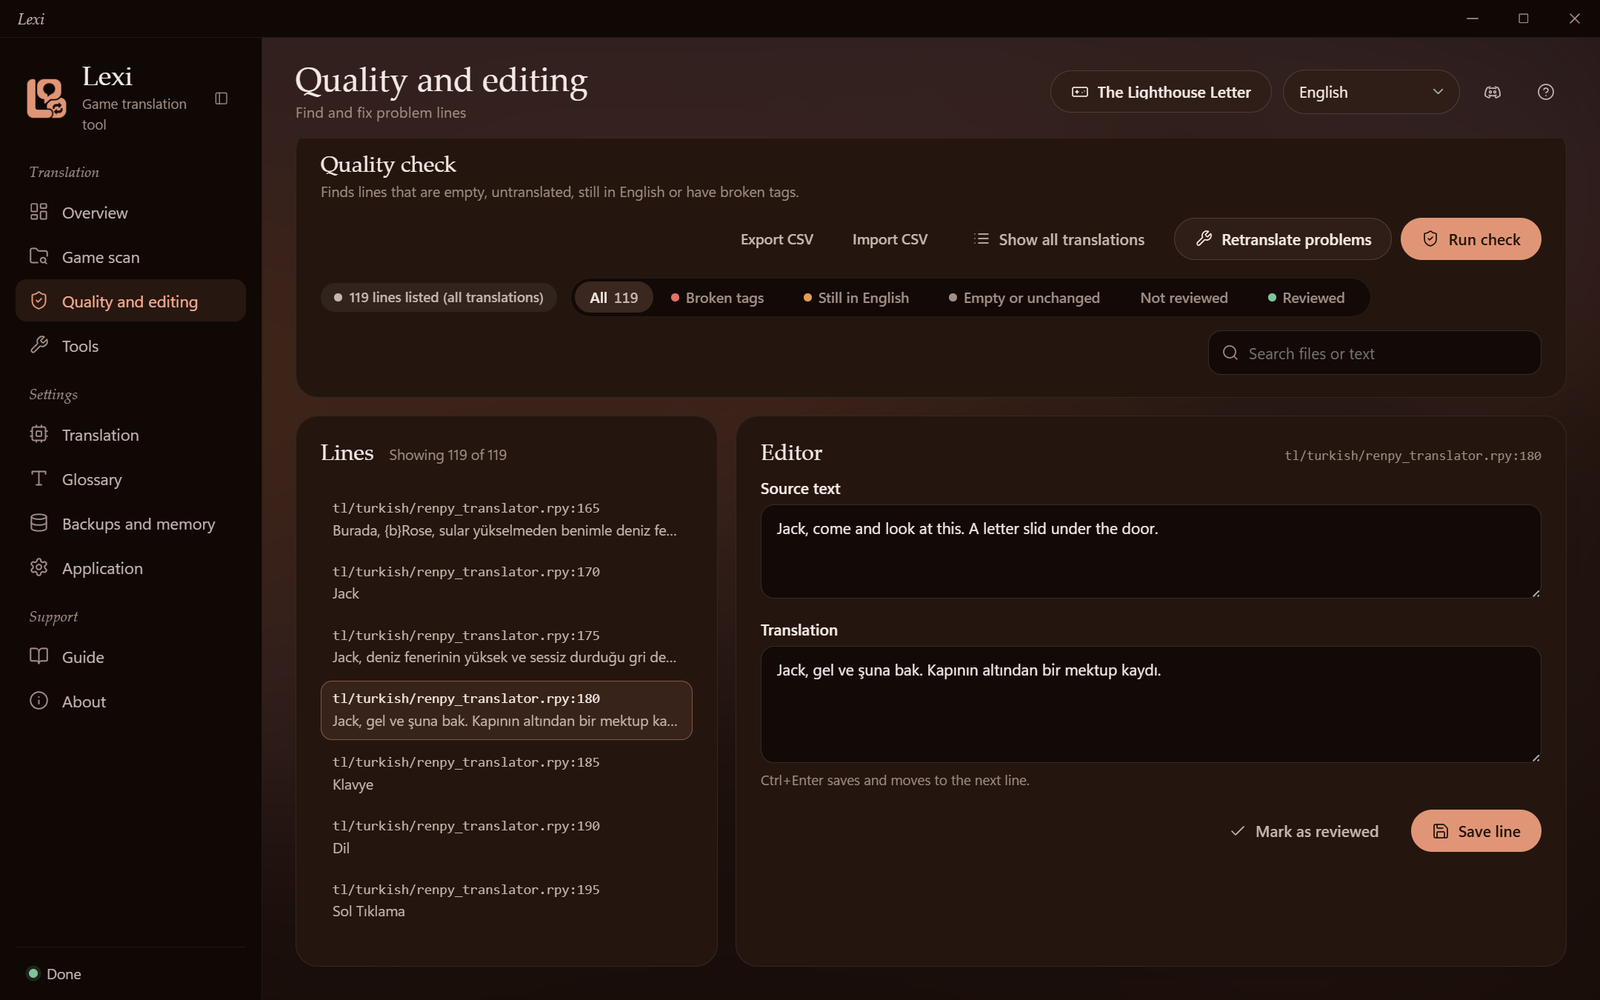 Lexi
Lexi
Game translation
tool
Translation
Overview
Game scan
Quality and editing
Tools
Settings
Translation
Glossary
Backups and memory
Application
Support
Guide
About
Done
Quality and editing
Find and fix problem lines
The Lighthouse Letter
English
Quality check
Finds lines that are empty, untranslated, still in English or have broken tags.
Export CSV
Import CSV
Show all translations
Retranslate problems
Run check
119 lines listed (all translations)
All 119
Broken tags
Still in English
Empty or unchanged
Not reviewed
Reviewed
Search files or text
Lines
Showing 119 of 119
tl/turkish/renpy_translator.rpy:165
Burada, {b}Rose, sular yükselmeden benimle deniz fe...
tl/turkish/renpy_translator.rpy:170
Jack
tl/turkish/renpy_translator.rpy:175
Jack, deniz fenerinin yüksek ve sessiz durduğu gri de...
tl/turkish/renpy_translator.rpy:180
Jack, gel ve şuna bak. Kapının altından bir mektup ka...
tl/turkish/renpy_translator.rpy:185
Klavye
tl/turkish/renpy_translator.rpy:190
Dil
tl/turkish/renpy_translator.rpy:195
Sol Tıklama
Editor
tl/turkish/renpy_translator.rpy:180
Source text
Jack, come and look at this. A letter slid under the door.
Translation
Jack, gel ve şuna bak. Kapının altından bir mektup kaydı.
Ctrl+Enter saves and moves to the next line.
Mark as reviewed
Save line